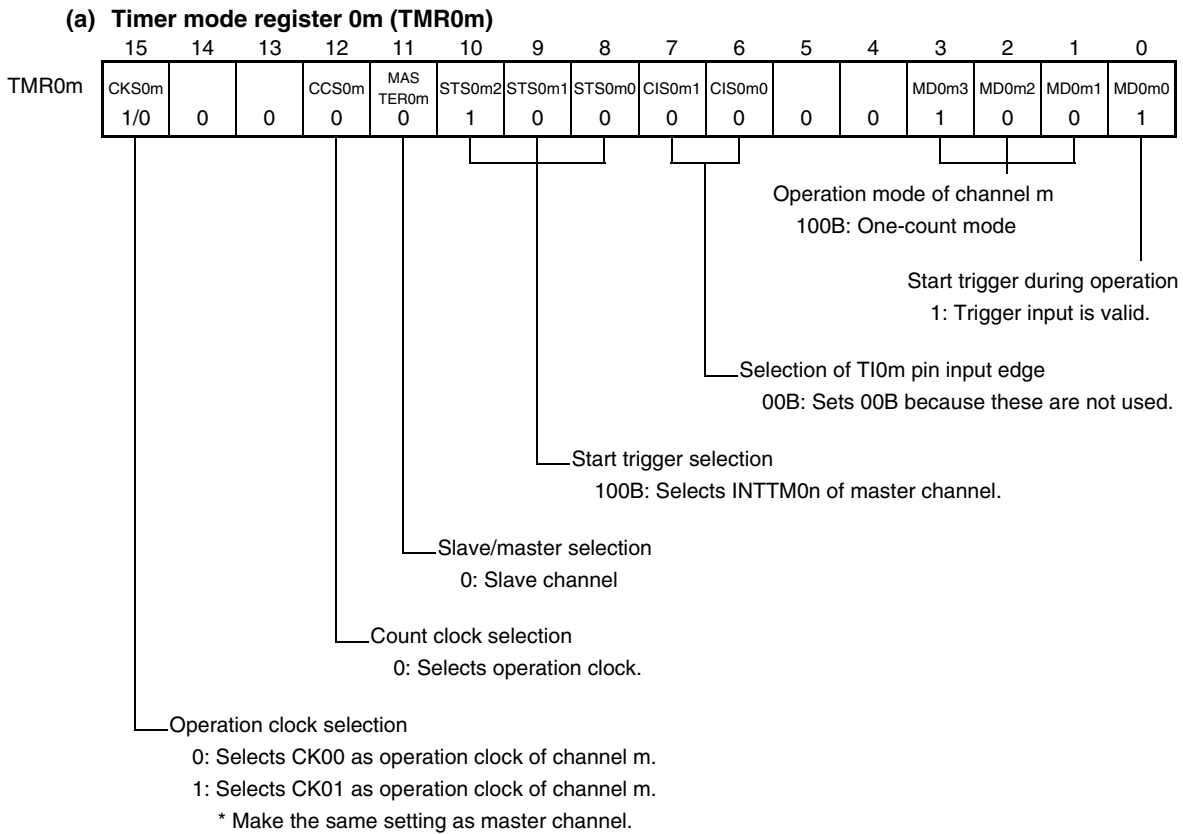 (a) Timer mode register 0m (TMR0m)
15 14 13 12 11 10 9 8 7 6 5 4 3 2 1 0
TMR0m
CKS0m CCS0m MAS TER0m STS0m2 STS0m1 STS0m0 CIS0m1 CIS0m0 MD0m3 MD0m2 MD0m1 MD0m0
1/0 0 0 0 0 1 0 0 0 0 0 0 1 0 0 1
Operation mode of channel m
100B: One-count mode
Start trigger during operation
1: Trigger input is valid.
Selection of TI0m pin input edge
00B: Sets 00B because these are not used.
Start trigger selection
100B: Selects INTTM0n of master channel.
Slave/master selection
0: Slave channel
Count clock selection
0: Selects operation clock.
Operation clock selection
0: Selects CK00 as operation clock of channel m.
1: Selects CK01 as operation clock of channel m.
* Make the same setting as master channel.